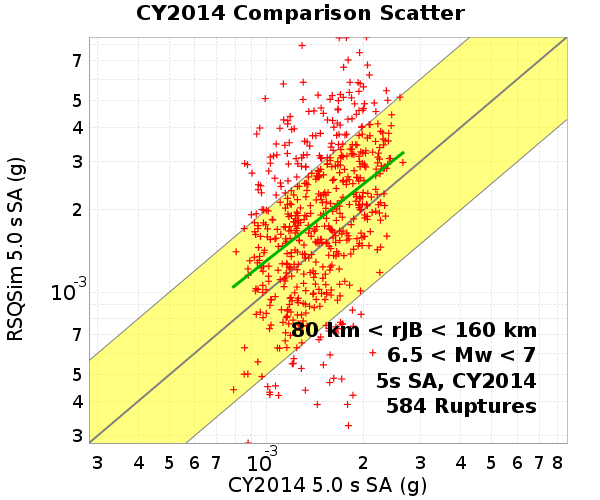 CY2014 Comparison Scatter
RSQSim 5.0 s SA (g)
7
5
4
3
2
10-3
7
5
4
3
80 km < rJB < 160 km
6.5 < Mw < 7
5s SA, CY2014
584 Ruptures
3 4 5 6 7 10-3 2 3 4 5 6 7 8
CY2014 5.0 s SA (g)